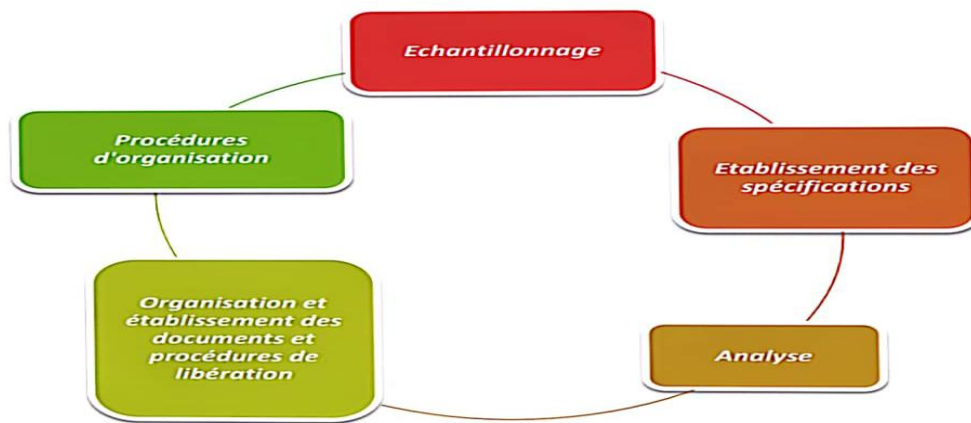 Echantillonnage
Etablissement des
spécifications
Analyse
Organisation et
établissement des
documents et
procédures de
libération
Procédures
d'organisation